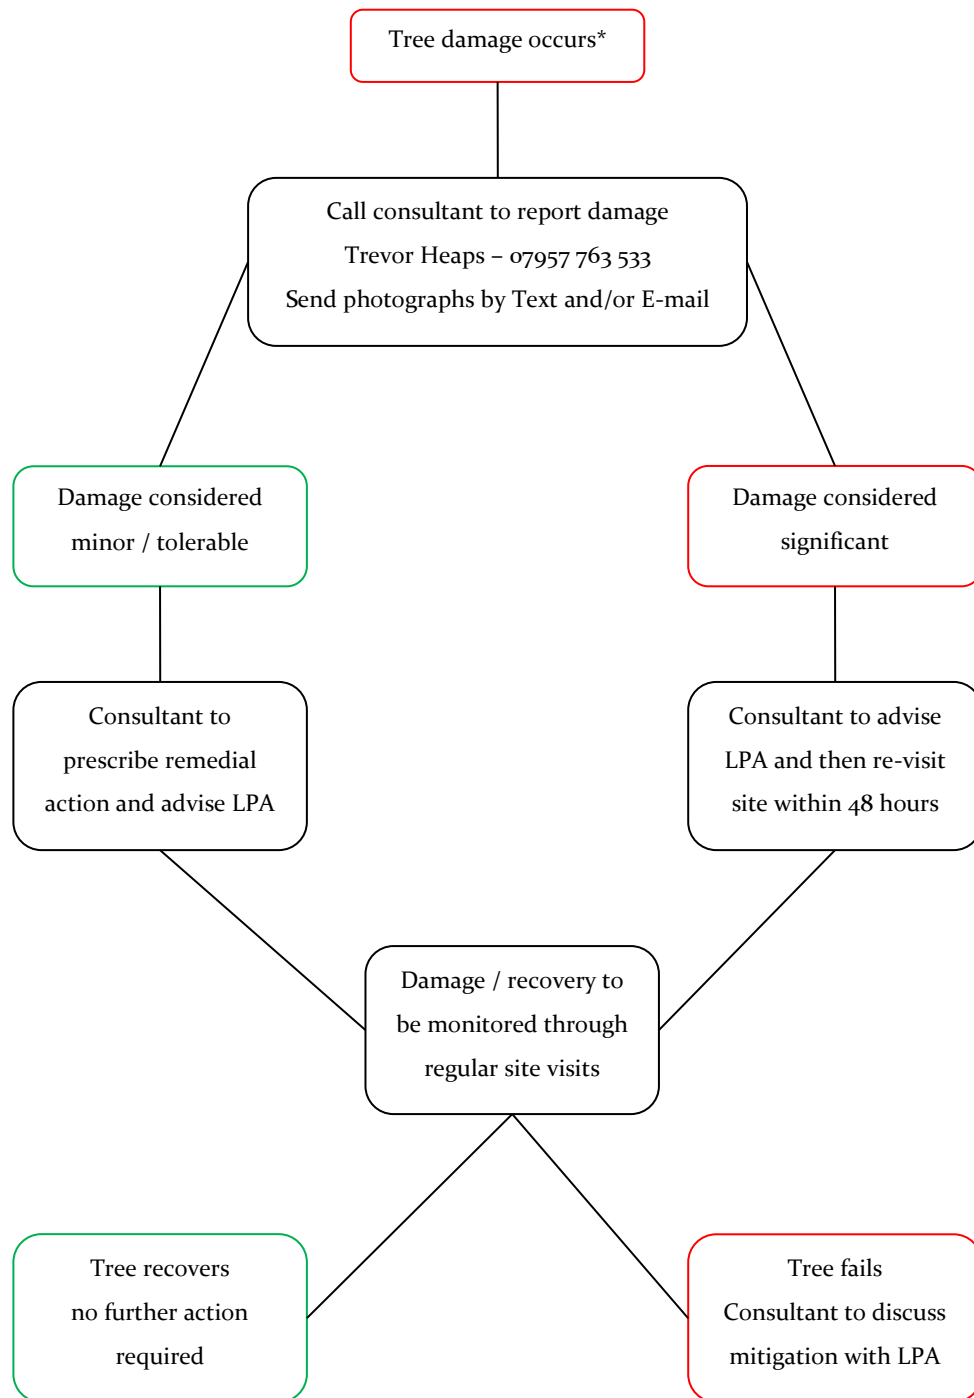 Tree damage occurs*
Call consultant to report damage
Trevor Heaps – 07957 763 533
Send photographs by Text and/or E-mail
Damage considered
minor / tolerable
Damage considered
significant
Consultant to
prescribe remedial
action and advise LPA
Consultant to advise
LPA and then re-visit
site within 48 hours
Damage / recovery to
be monitored through
regular site visits
Tree recovers
no further action
required
Tree fails
Consultant to discuss
mitigation with LPA